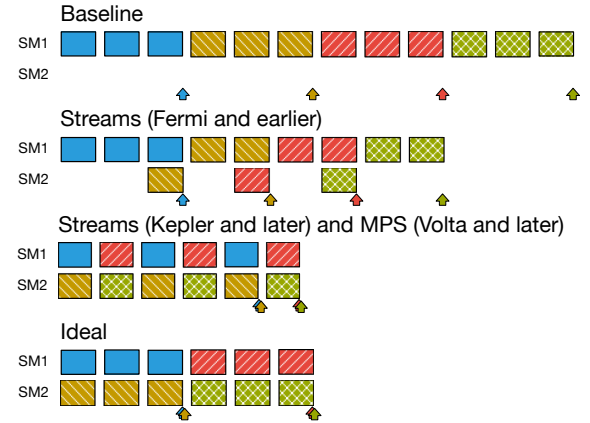 Baseline
SM1
SM2
Streams (Fermi and earlier)
SM1
SM2
Streams (Kepler and later) and MPS (Volta and later)
SM1
SM2
Ideal
SM1
SM2